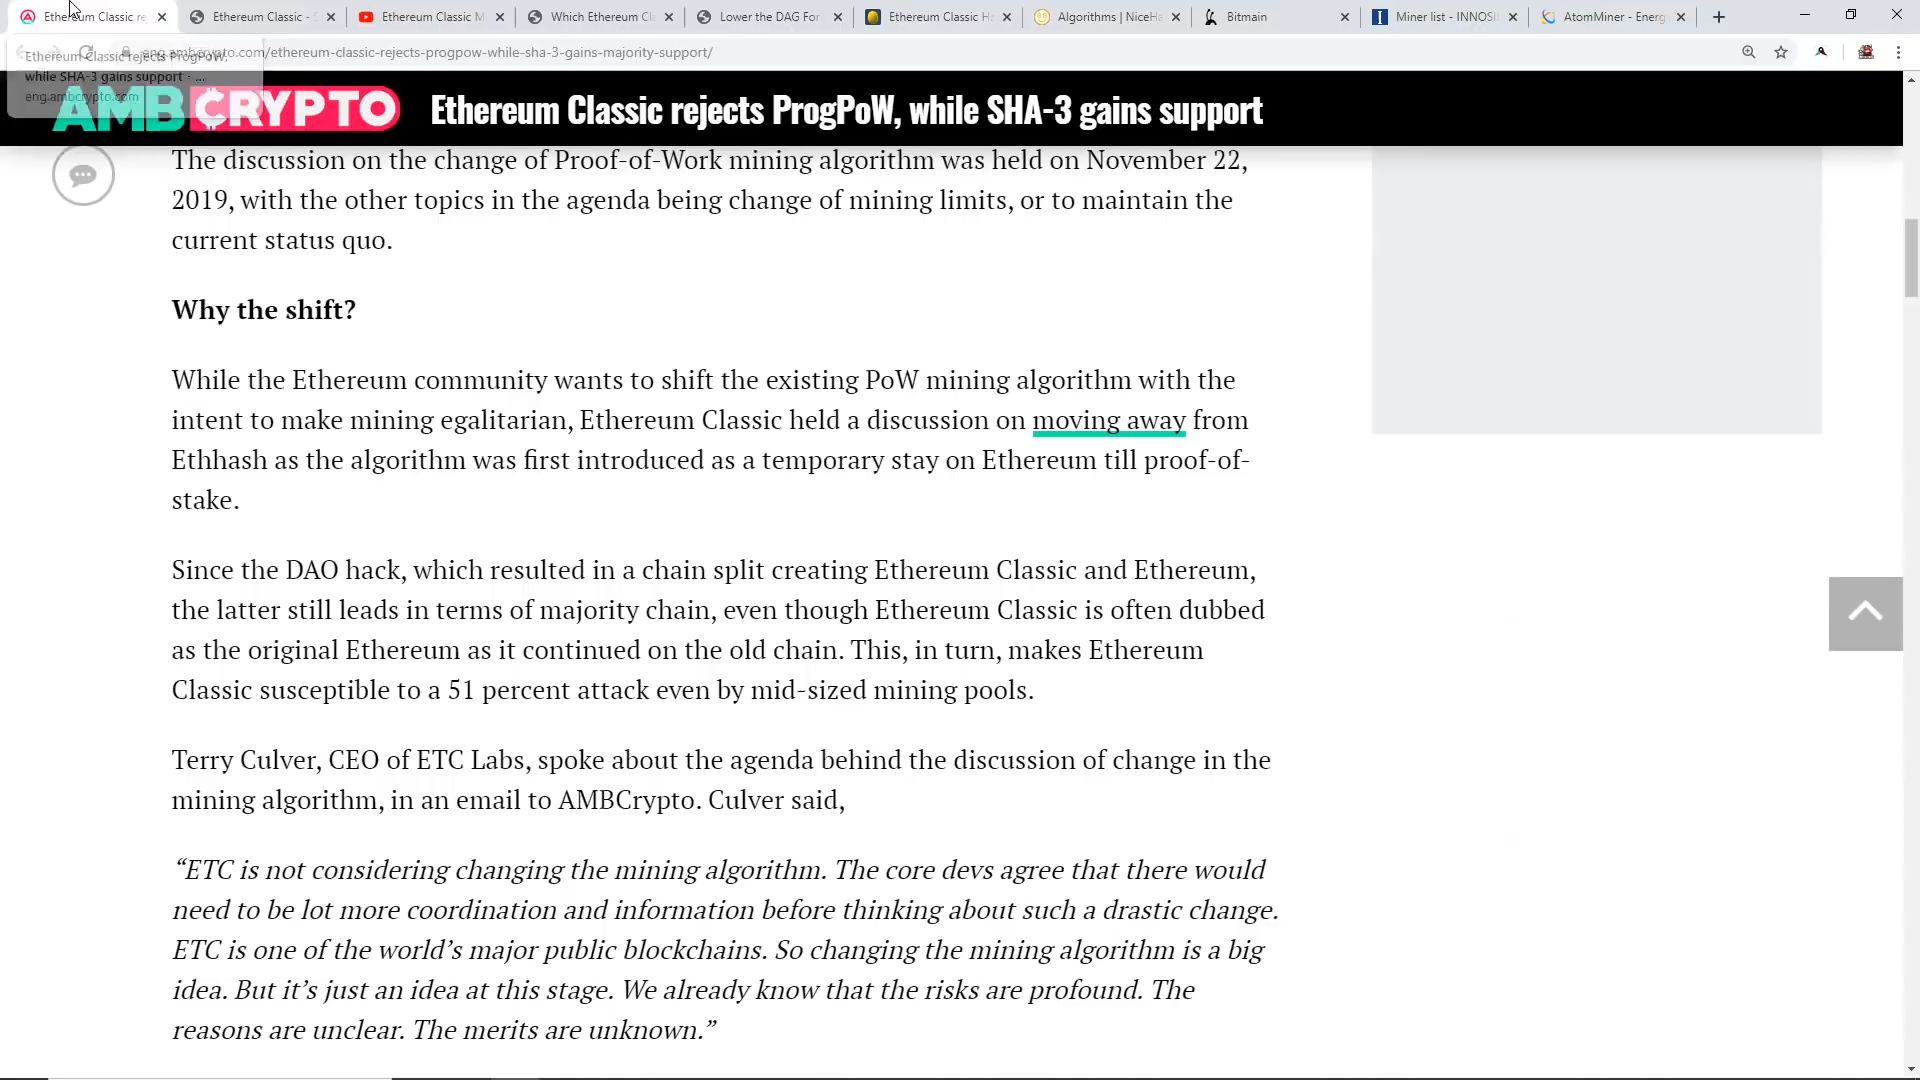 Ethereum Classic re
Ethereum Classic - S
Ethereum Classic M
Which Ethereum Cl
Lower the DAG For
Ethereum Classic H
Algorithms | NiceHa
Bitmain
Miner list - INNOSI
AtomMiner - Energ
eng.ambcrypto.com/ethereum-classic-rejects-progpow-while-sha-3-gains-majority-support/
Ethereum Classic rejects ProgPoW,
while SHA-3 gains support - ...
eng.ambcrypto.com
AMBCRYPTO
Ethereum Classic rejects ProgPoW, while SHA-3 gains support
The discussion on the change of Proof-of-Work mining algorithm was held on November 22,
2019, with the other topics in the agenda being change of mining limits, or to maintain the
current status quo.
Why the shift?
While the Ethereum community wants to shift the existing PoW mining algorithm with the
intent to make mining egalitarian, Ethereum Classic held a discussion on moving away from
Ethhash as the algorithm was first introduced as a temporary stay on Ethereum till proof-of-
stake.
Since the DAO hack, which resulted in a chain split creating Ethereum Classic and Ethereum,
the latter still leads in terms of majority chain, even though Ethereum Classic is often dubbed
as the original Ethereum as it continued on the old chain. This, in turn, makes Ethereum
Classic susceptible to a 51 percent attack even by mid-sized mining pools.
Terry Culver, CEO of ETC Labs, spoke about the agenda behind the discussion of change in the
mining algorithm, in an email to AMBCrypto. Culver said,
“ETC is not considering changing the mining algorithm. The core devs agree that there would
need to be lot more coordination and information before thinking about such a drastic change.
ETC is one of the world’s major public blockchains. So changing the mining algorithm is a big
idea. But it’s just an idea at this stage. We already know that the risks are profound. The
reasons are unclear. The merits are unknown.”